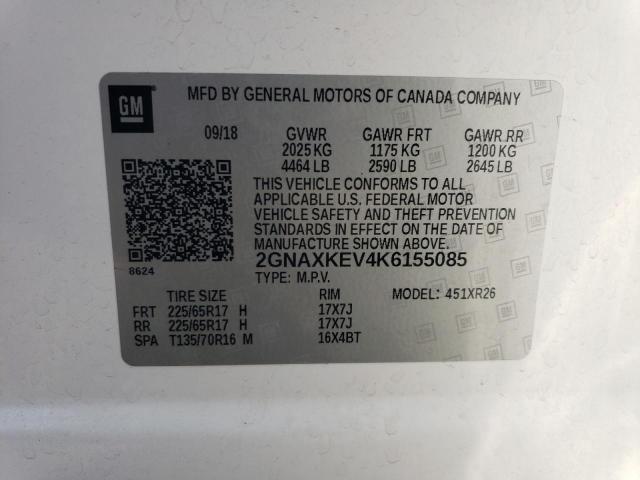 GM
MFD BY GENERAL MOTORS OF CANADA COMPANY
09/18 GVWR GAWR FRT GAWR RR
2025 KG 1175 KG 1200 KG
4464 LB 2590 LB 2645 LB
THIS VEHICLE CONFORMS TO ALL
APPLICABLE U.S. FEDERAL MOTOR
VEHICLE SAFETY AND THEFT PREVENTION
STANDARDS IN EFFECT ON THE DATE OF
MANUFACTURE SHOWN ABOVE.
8624
2GNAXKEV4K6155085
TYPE: M.P.V.
TIRE SIZE RIM MODEL: 451XR26
FRT 225/65R17 H 17X7J
RR 225/65R17 H 17X7J
SPA T135/70R16 M 16X4BT